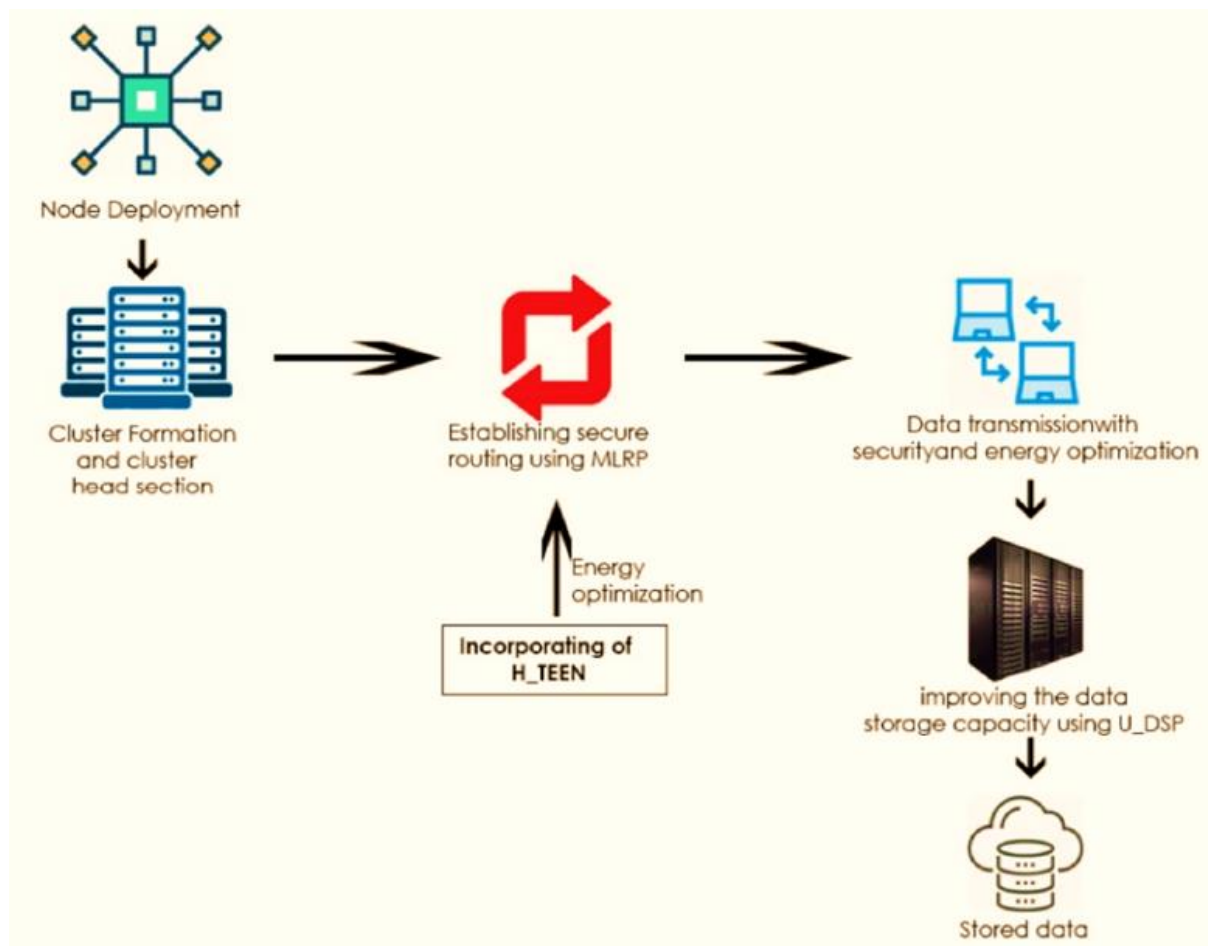 Node Deployment
Cluster Formation
and cluster
head section
Establishing secure
routing using MLRP
Energy
optimization
Incorporating of
H_TEEN
Data transmissionwith
securityand energy optimization
improving the data
storage capacity using U_DSP
Stored data